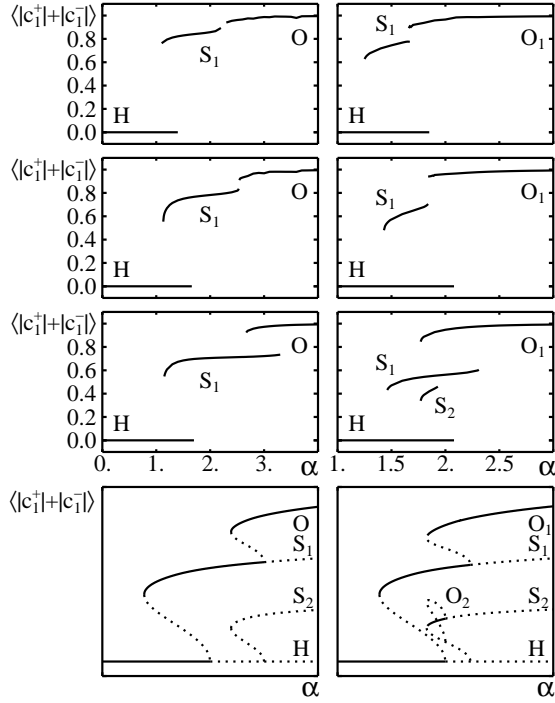 ⟨|c₁⁺|+|c₁⁻|⟩ 0.8 0.6 0.4 0.2 0.0 H S₁ O
H S₁ O₁
⟨|c₁⁺|+|c₁⁻|⟩ 0.8 0.6 0.4 0.2 0.0 H S₁ O
H S₁ O₁
⟨|c₁⁺|+|c₁⁻|⟩ 0.8 0.6 0.4 0.2 0.0 H S₁ O
H S₁ S₂ O₁
0. 1. 2. 3. α
1. 1.5 2. 2.5 α
⟨|c₁⁺|+|c₁⁻|⟩ O S₁ S₂ H α
O₁ S₁ O₂ S₂ H α